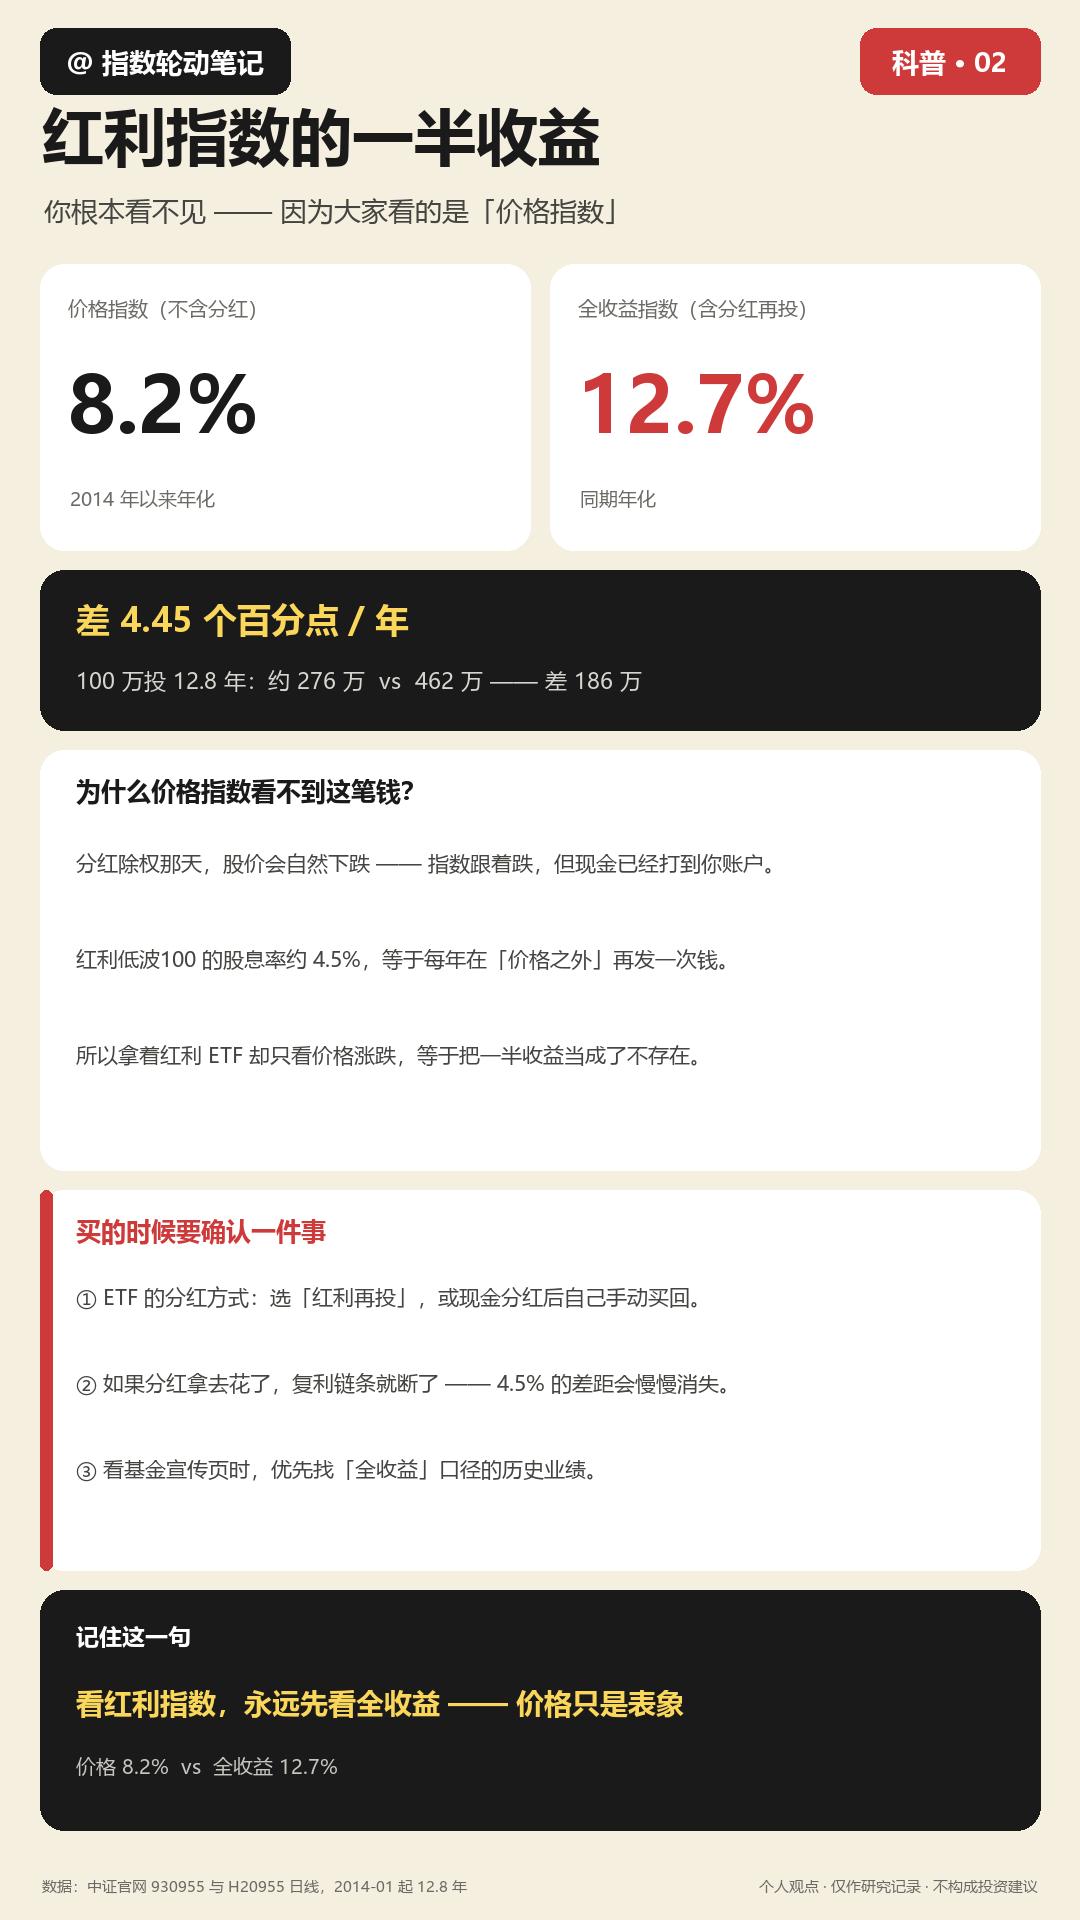 @ 指数轮动笔记
科普 • 02
红利指数的一半收益
你根本看不见 —— 因为大家看的是「价格指数」
价格指数（不含分红）
8.2%
2014 年以来年化
全收益指数（含分红再投）
12.7%
同期年化
差 4.45 个百分点 / 年
100 万投 12.8 年：约 276 万 vs 462 万 —— 差 186 万
为什么价格指数看不到这笔钱？
分红除权那天，股价会自然下跌 —— 指数跟着跌，但现金已经打到你账户。
红利低波100 的股息率约 4.5%，等于每年在「价格之外」再发一次钱。
所以拿着红利 ETF 却只看价格涨跌，等于把一半收益当成了不存在。
买的时候要确认一件事
① ETF 的分红方式：选「红利再投」，或现金分红后自己手动买回。
② 如果分红拿去花了，复利链条就断了 —— 4.5% 的差距会慢慢消失。
③ 看基金宣传页时，优先找「全收益」口径的历史业绩。
记住这一句
看红利指数，永远先看全收益 —— 价格只是表象
价格 8.2% vs 全收益 12.7%
数据：中证官网 930955 与 H20955 日线，2014-01 起 12.8 年
个人观点 · 仅作研究记录 · 不构成投资建议